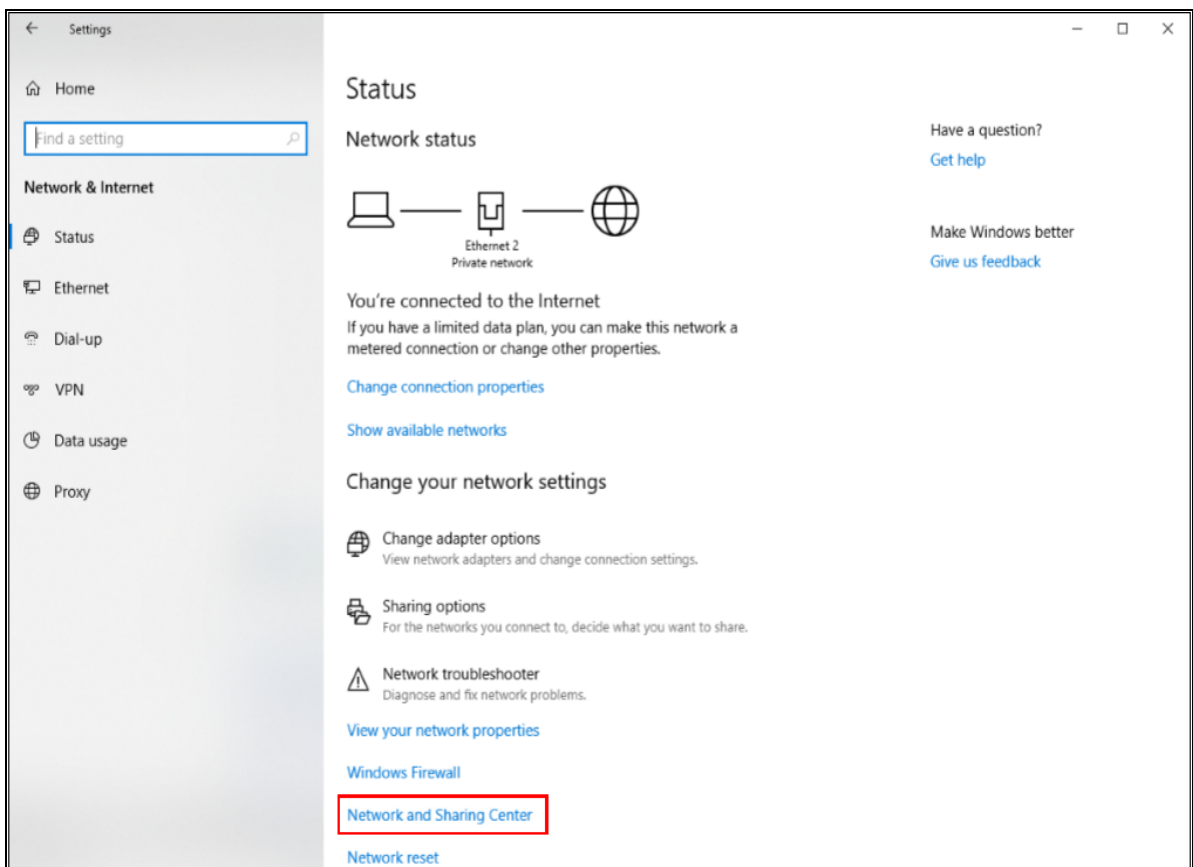 Settings
Home
Find a setting
Network & Internet
Status
Ethernet
Dial-up
VPN
Data usage
Proxy
Status
Network status
Ethernet 2
Private network
You're connected to the Internet
If you have a limited data plan, you can make this network a
metered connection or change other properties.
Change connection properties
Show available networks
Change your network settings
Change adapter options
View network adapters and change connection settings.
Sharing options
For the networks you connect to, decide what you want to share.
Network troubleshooter
Diagnose and fix network problems.
View your network properties
Windows Firewall
Network and Sharing Center
Network reset
Have a question?
Get help
Make Windows better
Give us feedback